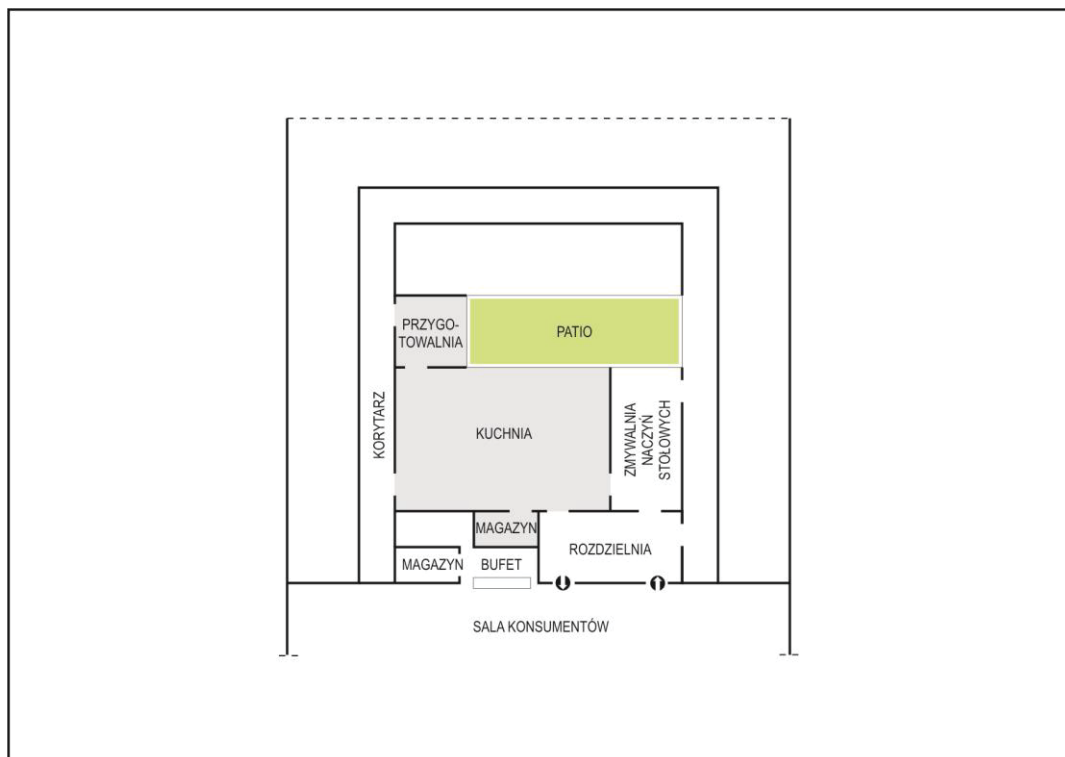 PRZYGO-
TOWALNIA
PATIO
KORYTARZ
KUCHNIA
ZMYWALNIA
NACZYŃ
STOŁOWYCH
MAGAZYN
ROZDZIELNIA
MAGAZYN
BUFET
SALA KONSUMENTÓW